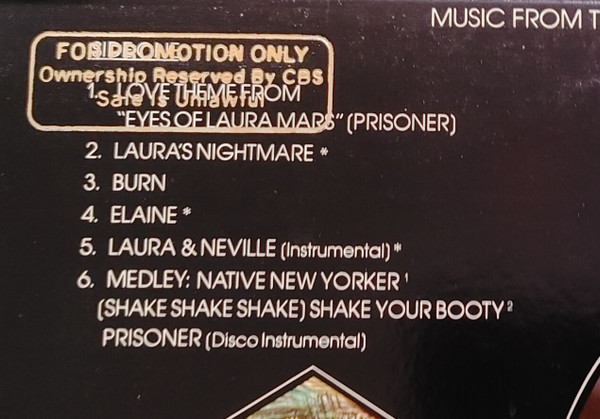 MUSIC FROM T
FOR PROMOTION ONLY
Ownership Reserved By CBS
Sale Is Unlawful
SIDE ONE
1. LOVE THEME FROM
"EYES OF LAURA MARS" (PRISONER)
2. LAURA'S NIGHTMARE *
3. BURN
4. ELAINE *
5. LAURA & NEVILLE (Instrumental) *
6. MEDLEY: NATIVE NEW YORKER ¹
(SHAKE SHAKE SHAKE) SHAKE YOUR BOOTY ²
PRISONER (Disco Instrumental)